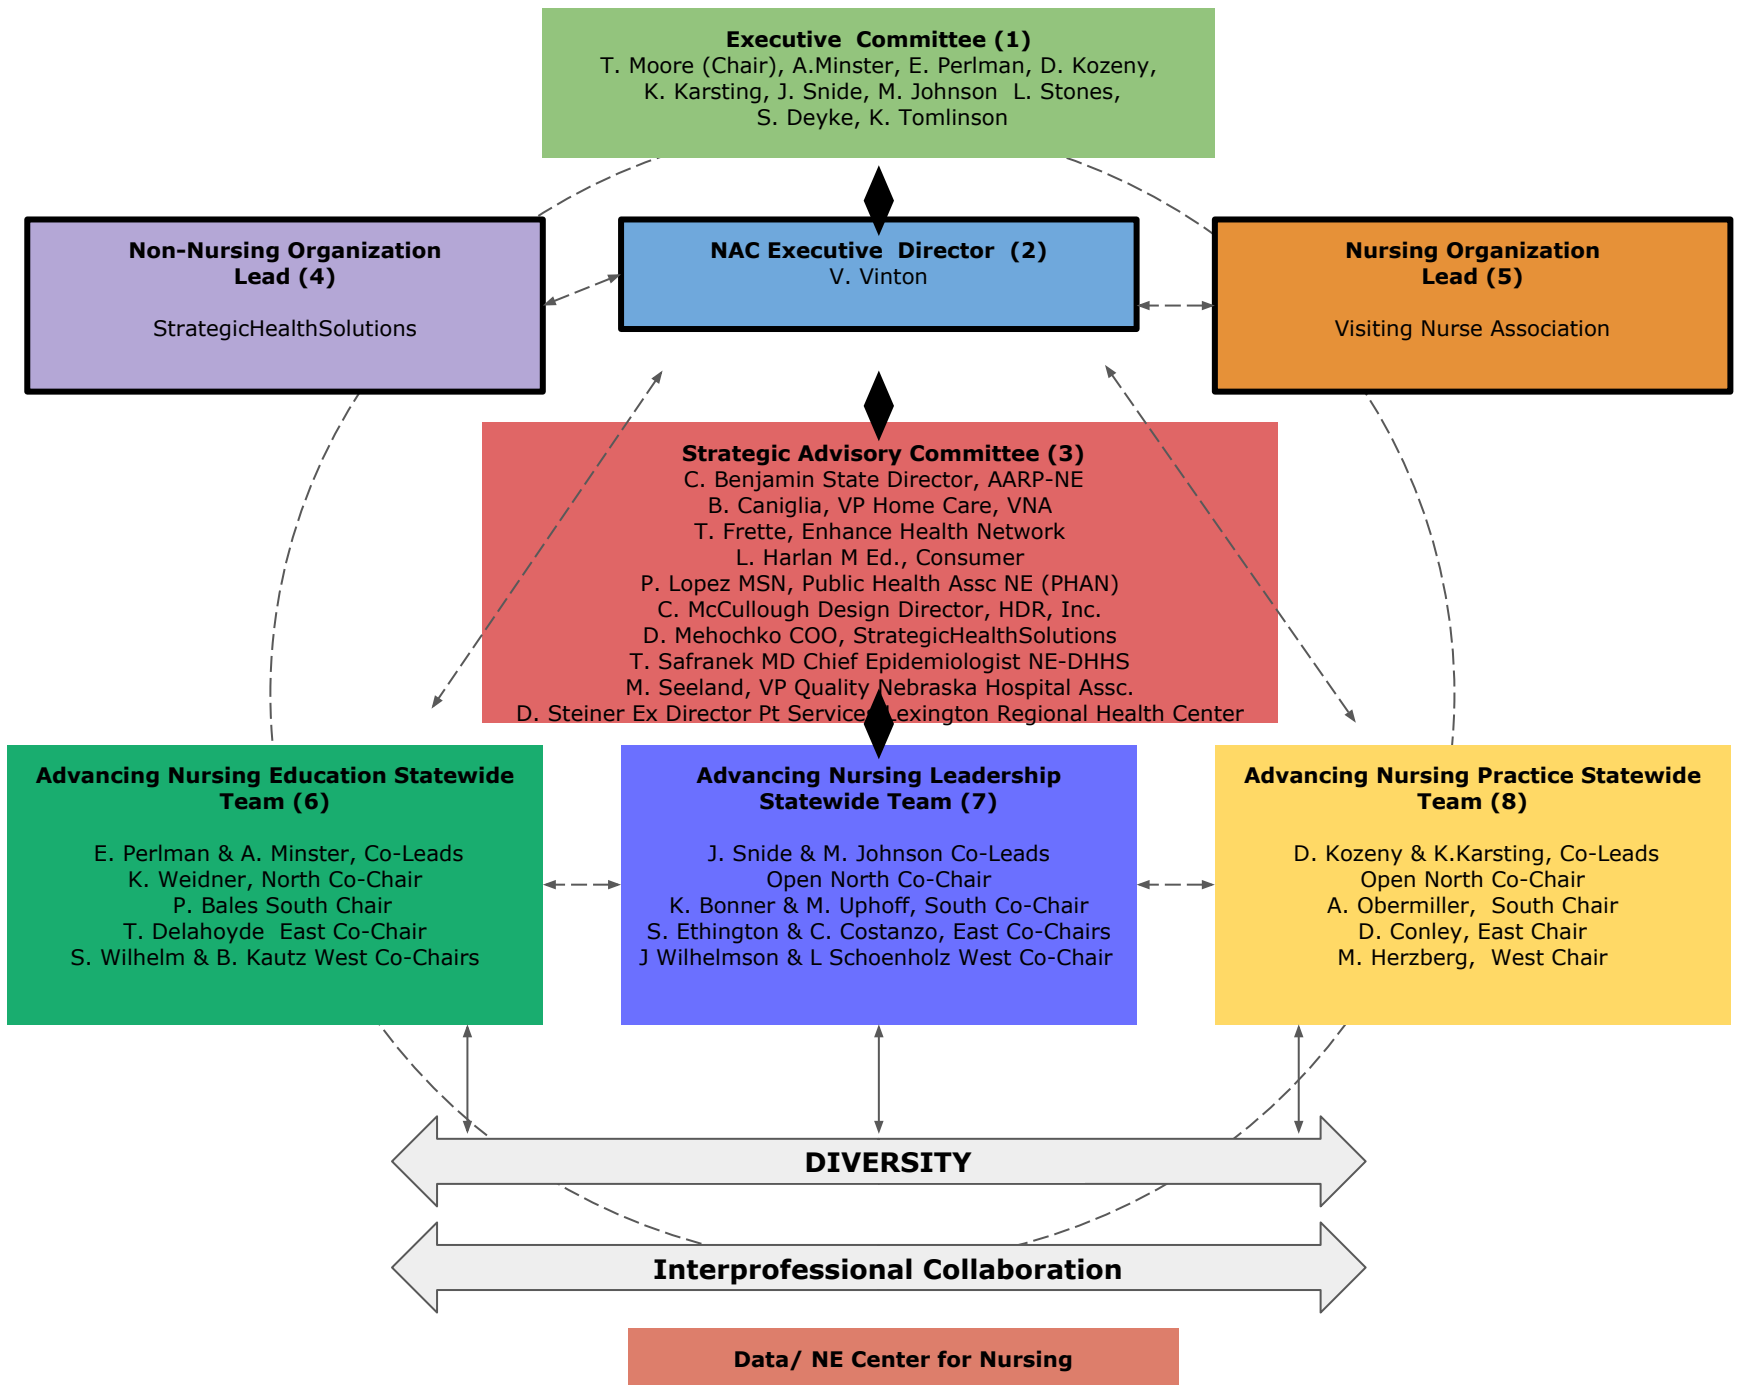 Executive  Committee (1)
T. Moore (Chair), A.Minster, E. Perlman, D. Kozeny,
K. Karsting, J. Snide, M. Johnson  L. Stones,
S. Deyke, K. Tomlinson
Non-Nursing Organization
Lead (4)
StrategicHealthSolutions
NAC Executive  Director  (2)
V. Vinton
Nursing Organization
Lead (5)
Visiting Nurse Association
Strategic Advisory Committee (3)
C. Benjamin State Director, AARP-NE
B. Caniglia, VP Home Care, VNA
T. Frette, Enhance Health Network
L. Harlan M Ed., Consumer
P. Lopez MSN, Public Health Assc NE (PHAN)
C. McCullough Design Director, HDR, Inc.
D. Mehochko COO, StrategicHealthSolutions
T. Safranek MD Chief Epidemiologist NE-DHHS
M. Seeland, VP Quality Nebraska Hospital Assc.
D. Steiner Ex Director Pt Services Lexington Regional Health Center
Advancing Nursing Education Statewide
Team (6)
E. Perlman & A. Minster, Co-Leads
K. Weidner, North Co-Chair
P. Bales South Chair
T. Delahoyde  East Co-Chair
S. Wilhelm & B. Kautz West Co-Chairs
Advancing Nursing Leadership
Statewide Team (7)
J. Snide & M. Johnson Co-Leads
Open North Co-Chair
K. Bonner & M. Uphoff, South Co-Chair
S. Ethington & C. Costanzo, East Co-Chairs
J Wilhelmson & L Schoenholz West Co-Chair
Advancing Nursing Practice Statewide
Team (8)
D. Kozeny & K.Karsting, Co-Leads
Open North Co-Chair
A. Obermiller,  South Chair
D. Conley, East Chair
M. Herzberg,  West Chair
DIVERSITY
Interprofessional Collaboration
Data/ NE Center for Nursing